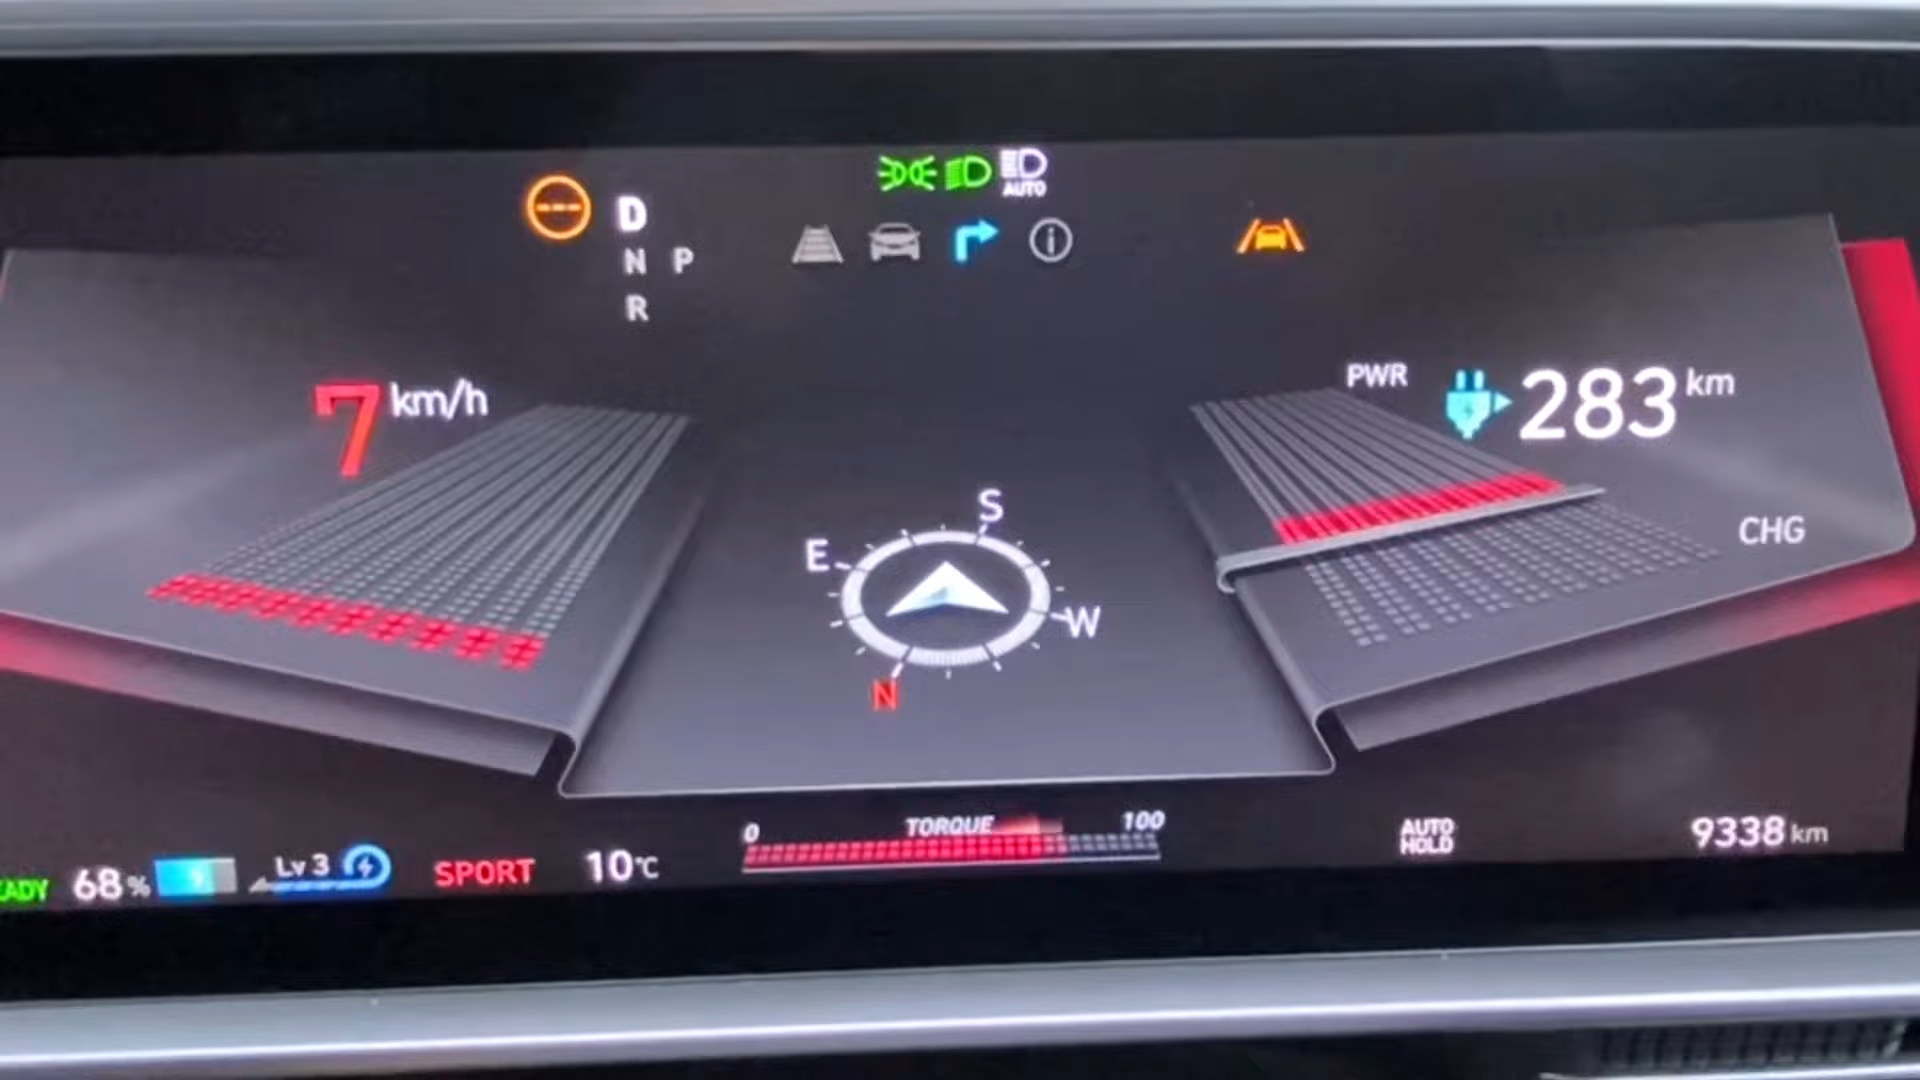 AUTO
D
N P
R
7 km/h
PWR
283 km
CHG
S
E
W
N
0 TORQUE 100
AUTO HOLD
9338 km
EADY 68% Lv 3 SPORT 10°C